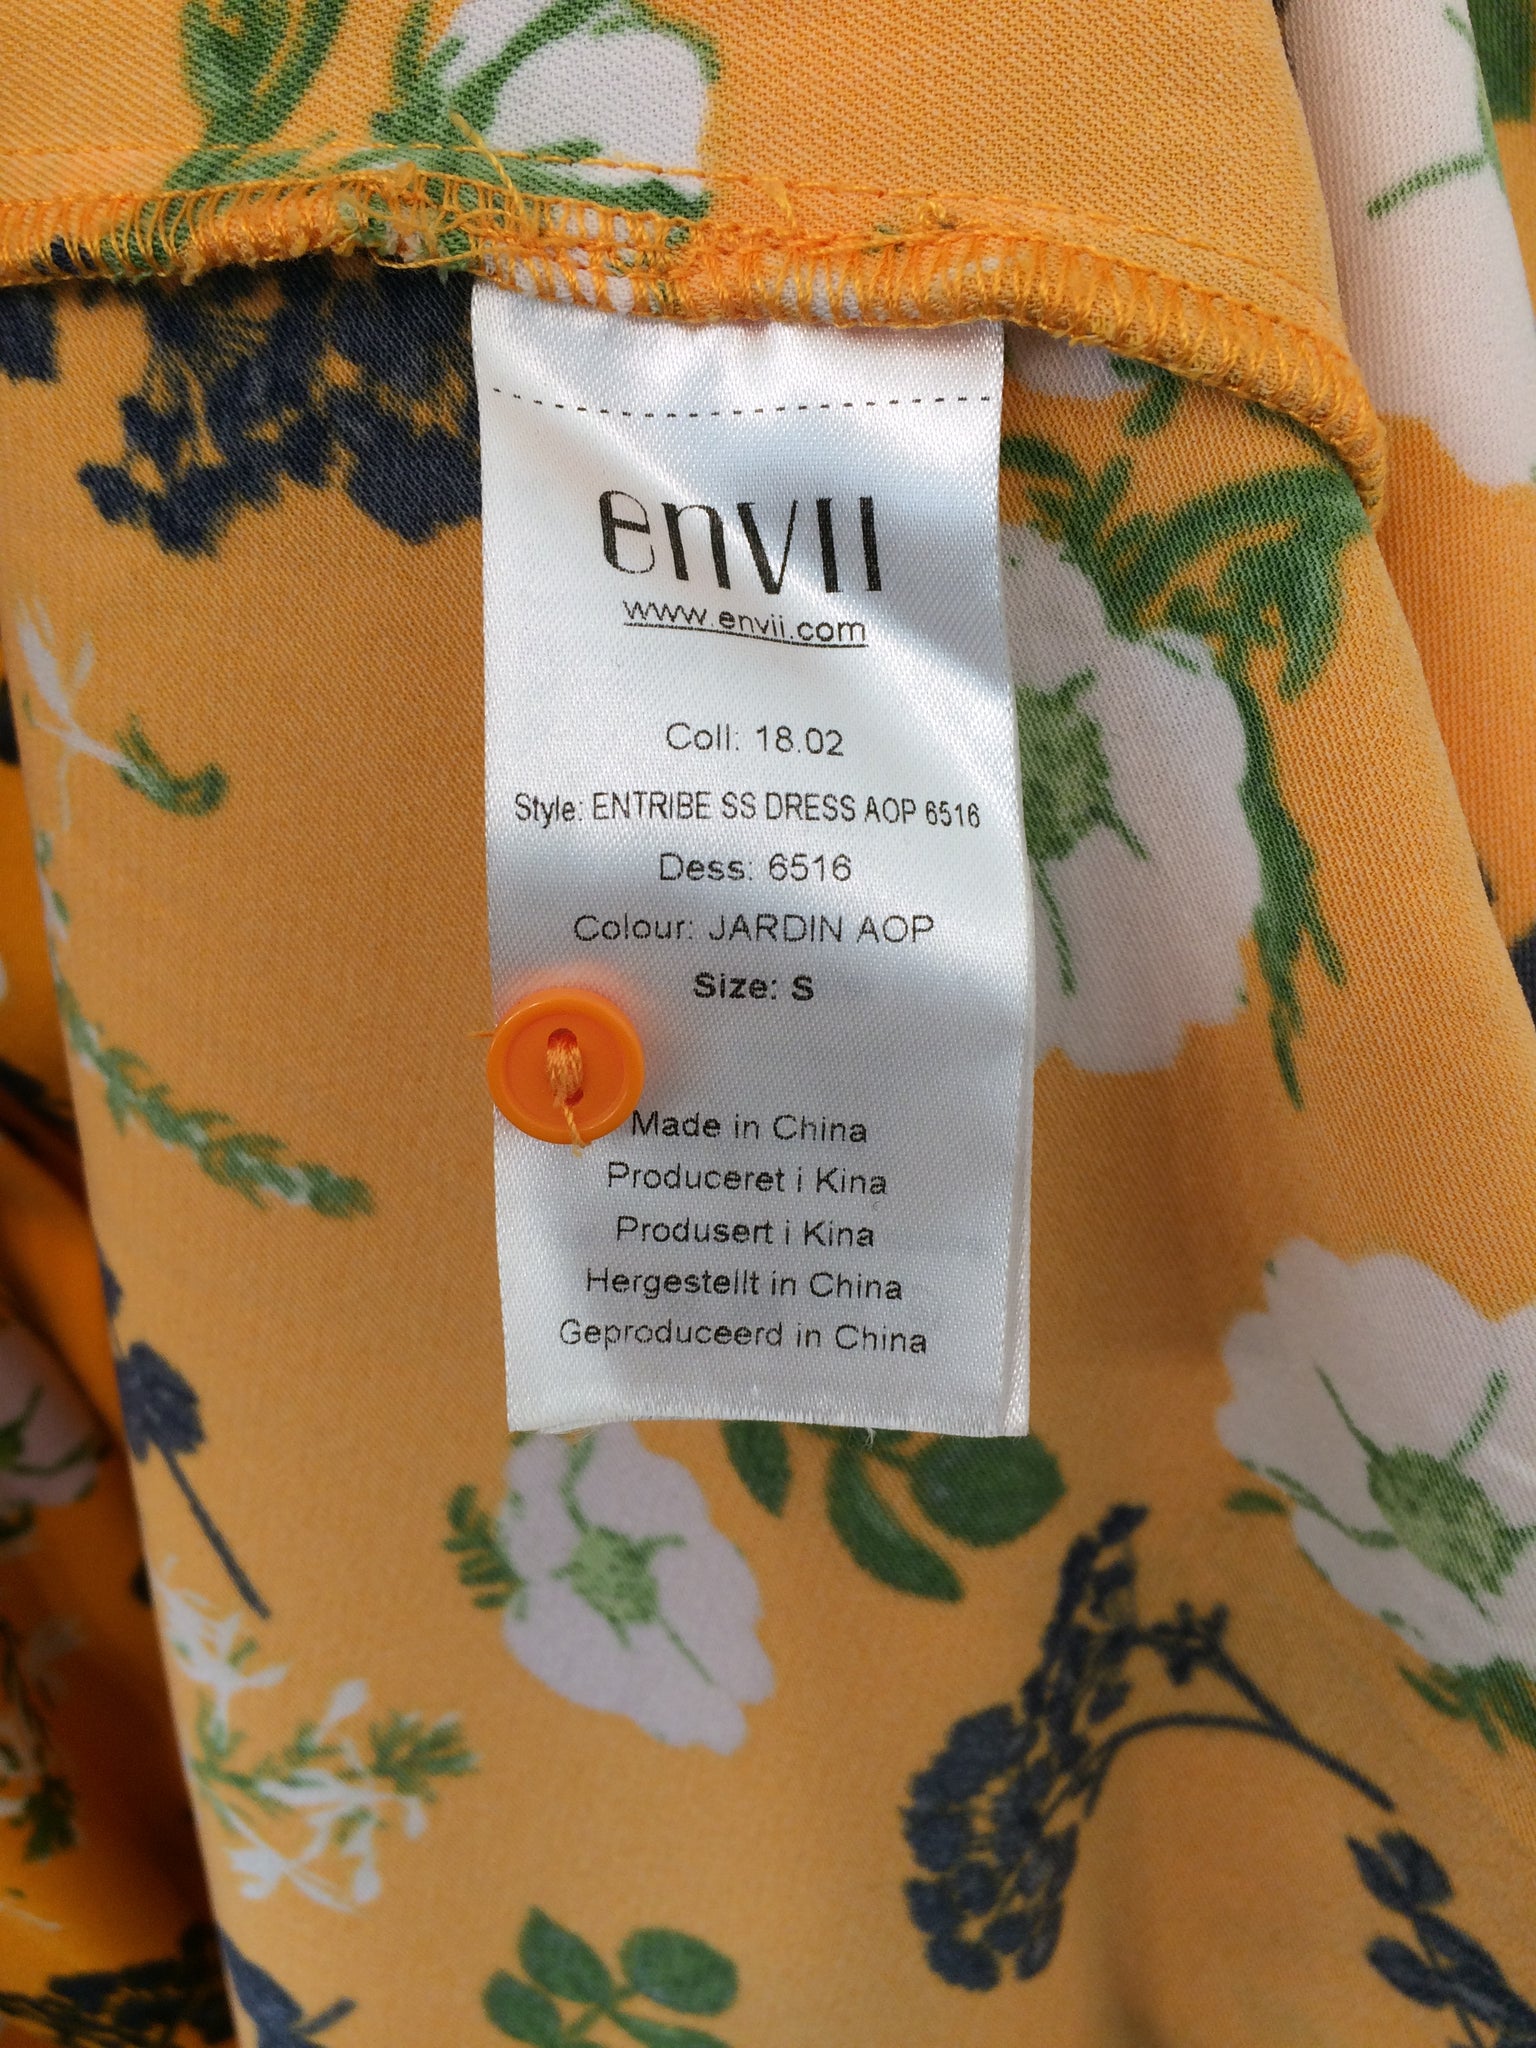 envii
www.envii.com
Coll: 18.02
Style: ENTRIBE SS DRESS AOP 6516
Dess: 6516
Colour: JARDIN AOP
Size: S
Made in China
Produceret i Kina
Produsert i Kina
Hergestellt in China
Geproduceerd in China